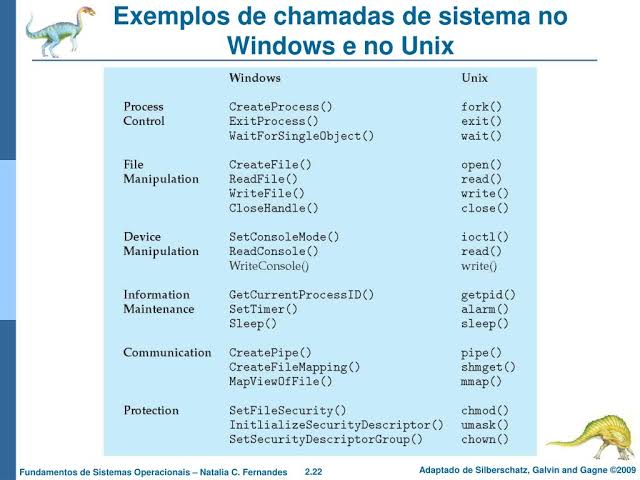 Exemplos de chamadas de sistema no
Windows e no Unix
Windows Unix
Process CreateProcess() fork()
Control ExitProcess() exit()
WaitForSingleObject() wait()
File CreateFile() open()
Manipulation ReadFile() read()
WriteFile() write()
CloseHandle() close()
Device SetConsoleMode() ioctl()
Manipulation ReadConsole() read()
WriteConsole() write()
Information GetCurrentProcessID() getpid()
Maintenance SetTimer() alarm()
Sleep() sleep()
Communication CreatePipe() pipe()
CreateFileMapping() shmget()
MapViewOfFile() mmap()
Protection SetFileSecurity() chmod()
InitlializeSecurityDescriptor() umask()
SetSecurityDescriptorGroup() chown()
Fundamentos de Sistemas Operacionais – Natalia C. Fernandes 2.22 Adaptado de Silberschatz, Galvin and Gagne ©2009